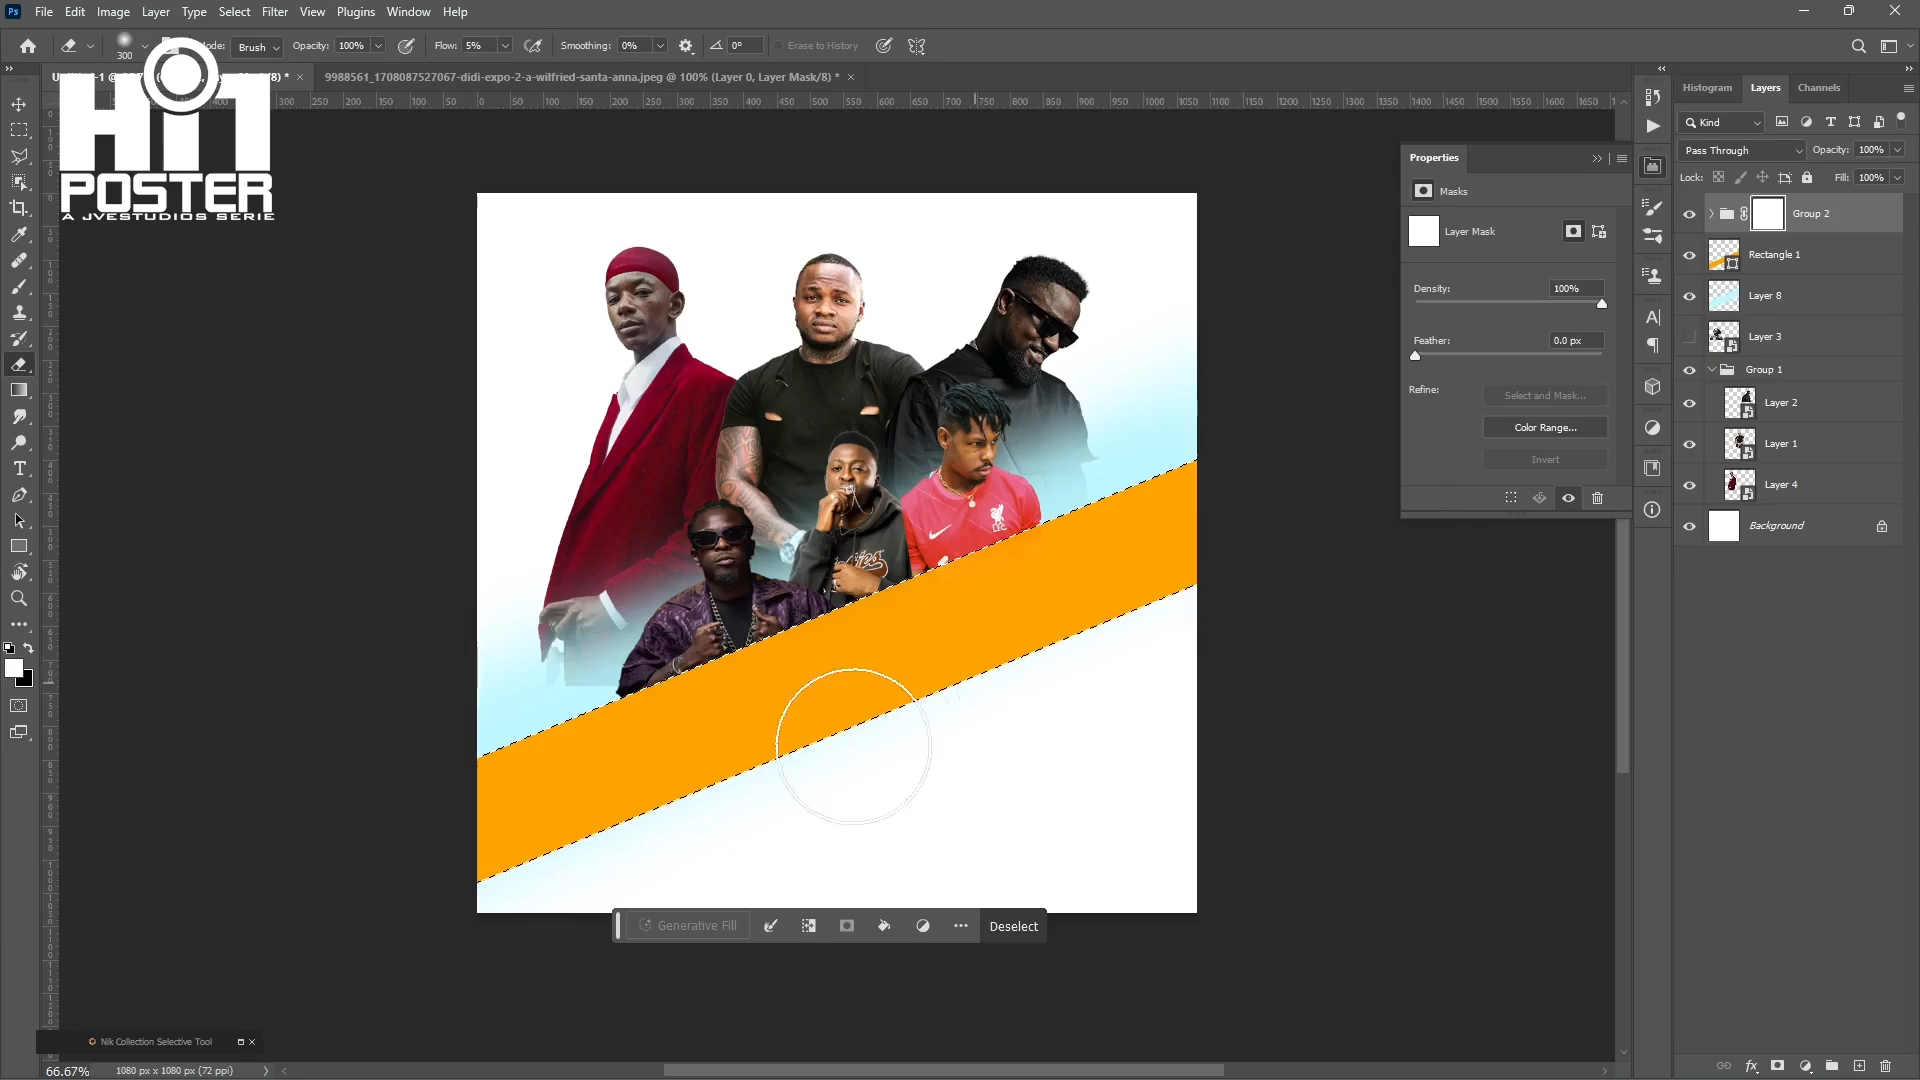 Ps File Edit Image Layer Type Select Filter View Plugins Window Help
300 Mode: Brush Opacity: 100% Flow: 5% Smoothing: 0% 0° Erase to History
9988561_1708087527067-didi-expo-2-a-wilfried-santa-anna.jpeg @ 100% (Layer 0, Layer Mask/8) *
HIT
POSTER
A JVESTUDIOS SERIE
Histogram Layers Channels
Kind
Pass Through Opacity: 100%
Lock: Fill: 100%
Group 2
Rectangle 1
Layer 8
Layer 3
Group 1
Layer 2
Layer 1
Layer 4
Background
Properties
Masks
Layer Mask
Density: 100%
Feather: 0.0 px
Refine: Select and Mask...
Color Range...
Invert
Generative Fill Deselect
Nik Collection Selective Tool
66.67% 1080 px x 1080 px (72 ppi)